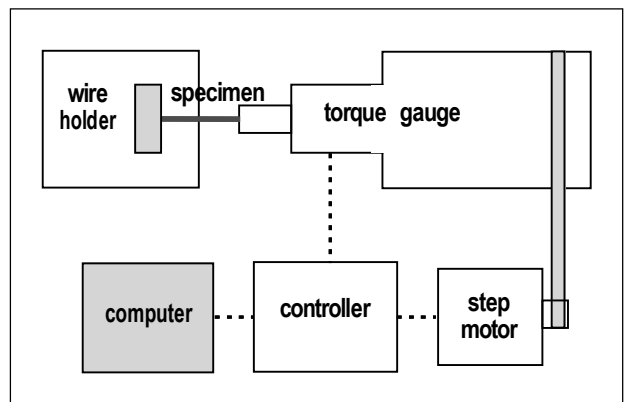 wire
holder
specimen
torque gauge
computer
controller
step
motor